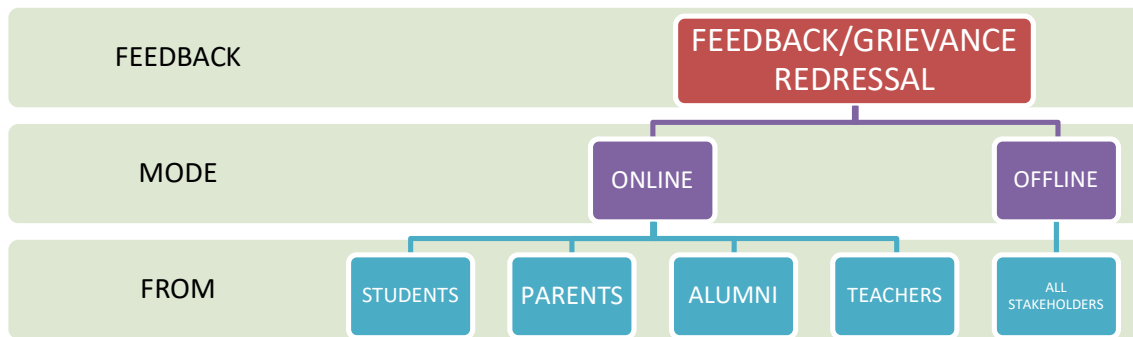 FEEDBACK
FEEDBACK/GRIEVANCE
REDRESSAL
MODE
ONLINE
OFFLINE
FROM
STUDENTS
PARENTS
ALUMNI
TEACHERS
ALL
STAKEHOLDERS